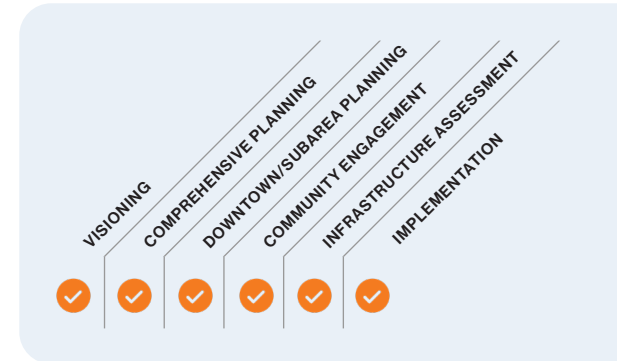 VISIONING
COMPREHENSIVE PLANNING
DOWNTOWN/SUBAREA PLANNING
COMMUNITY ENGAGEMENT
INFRASTRUCTURE ASSESSMENT
IMPLEMENTATION